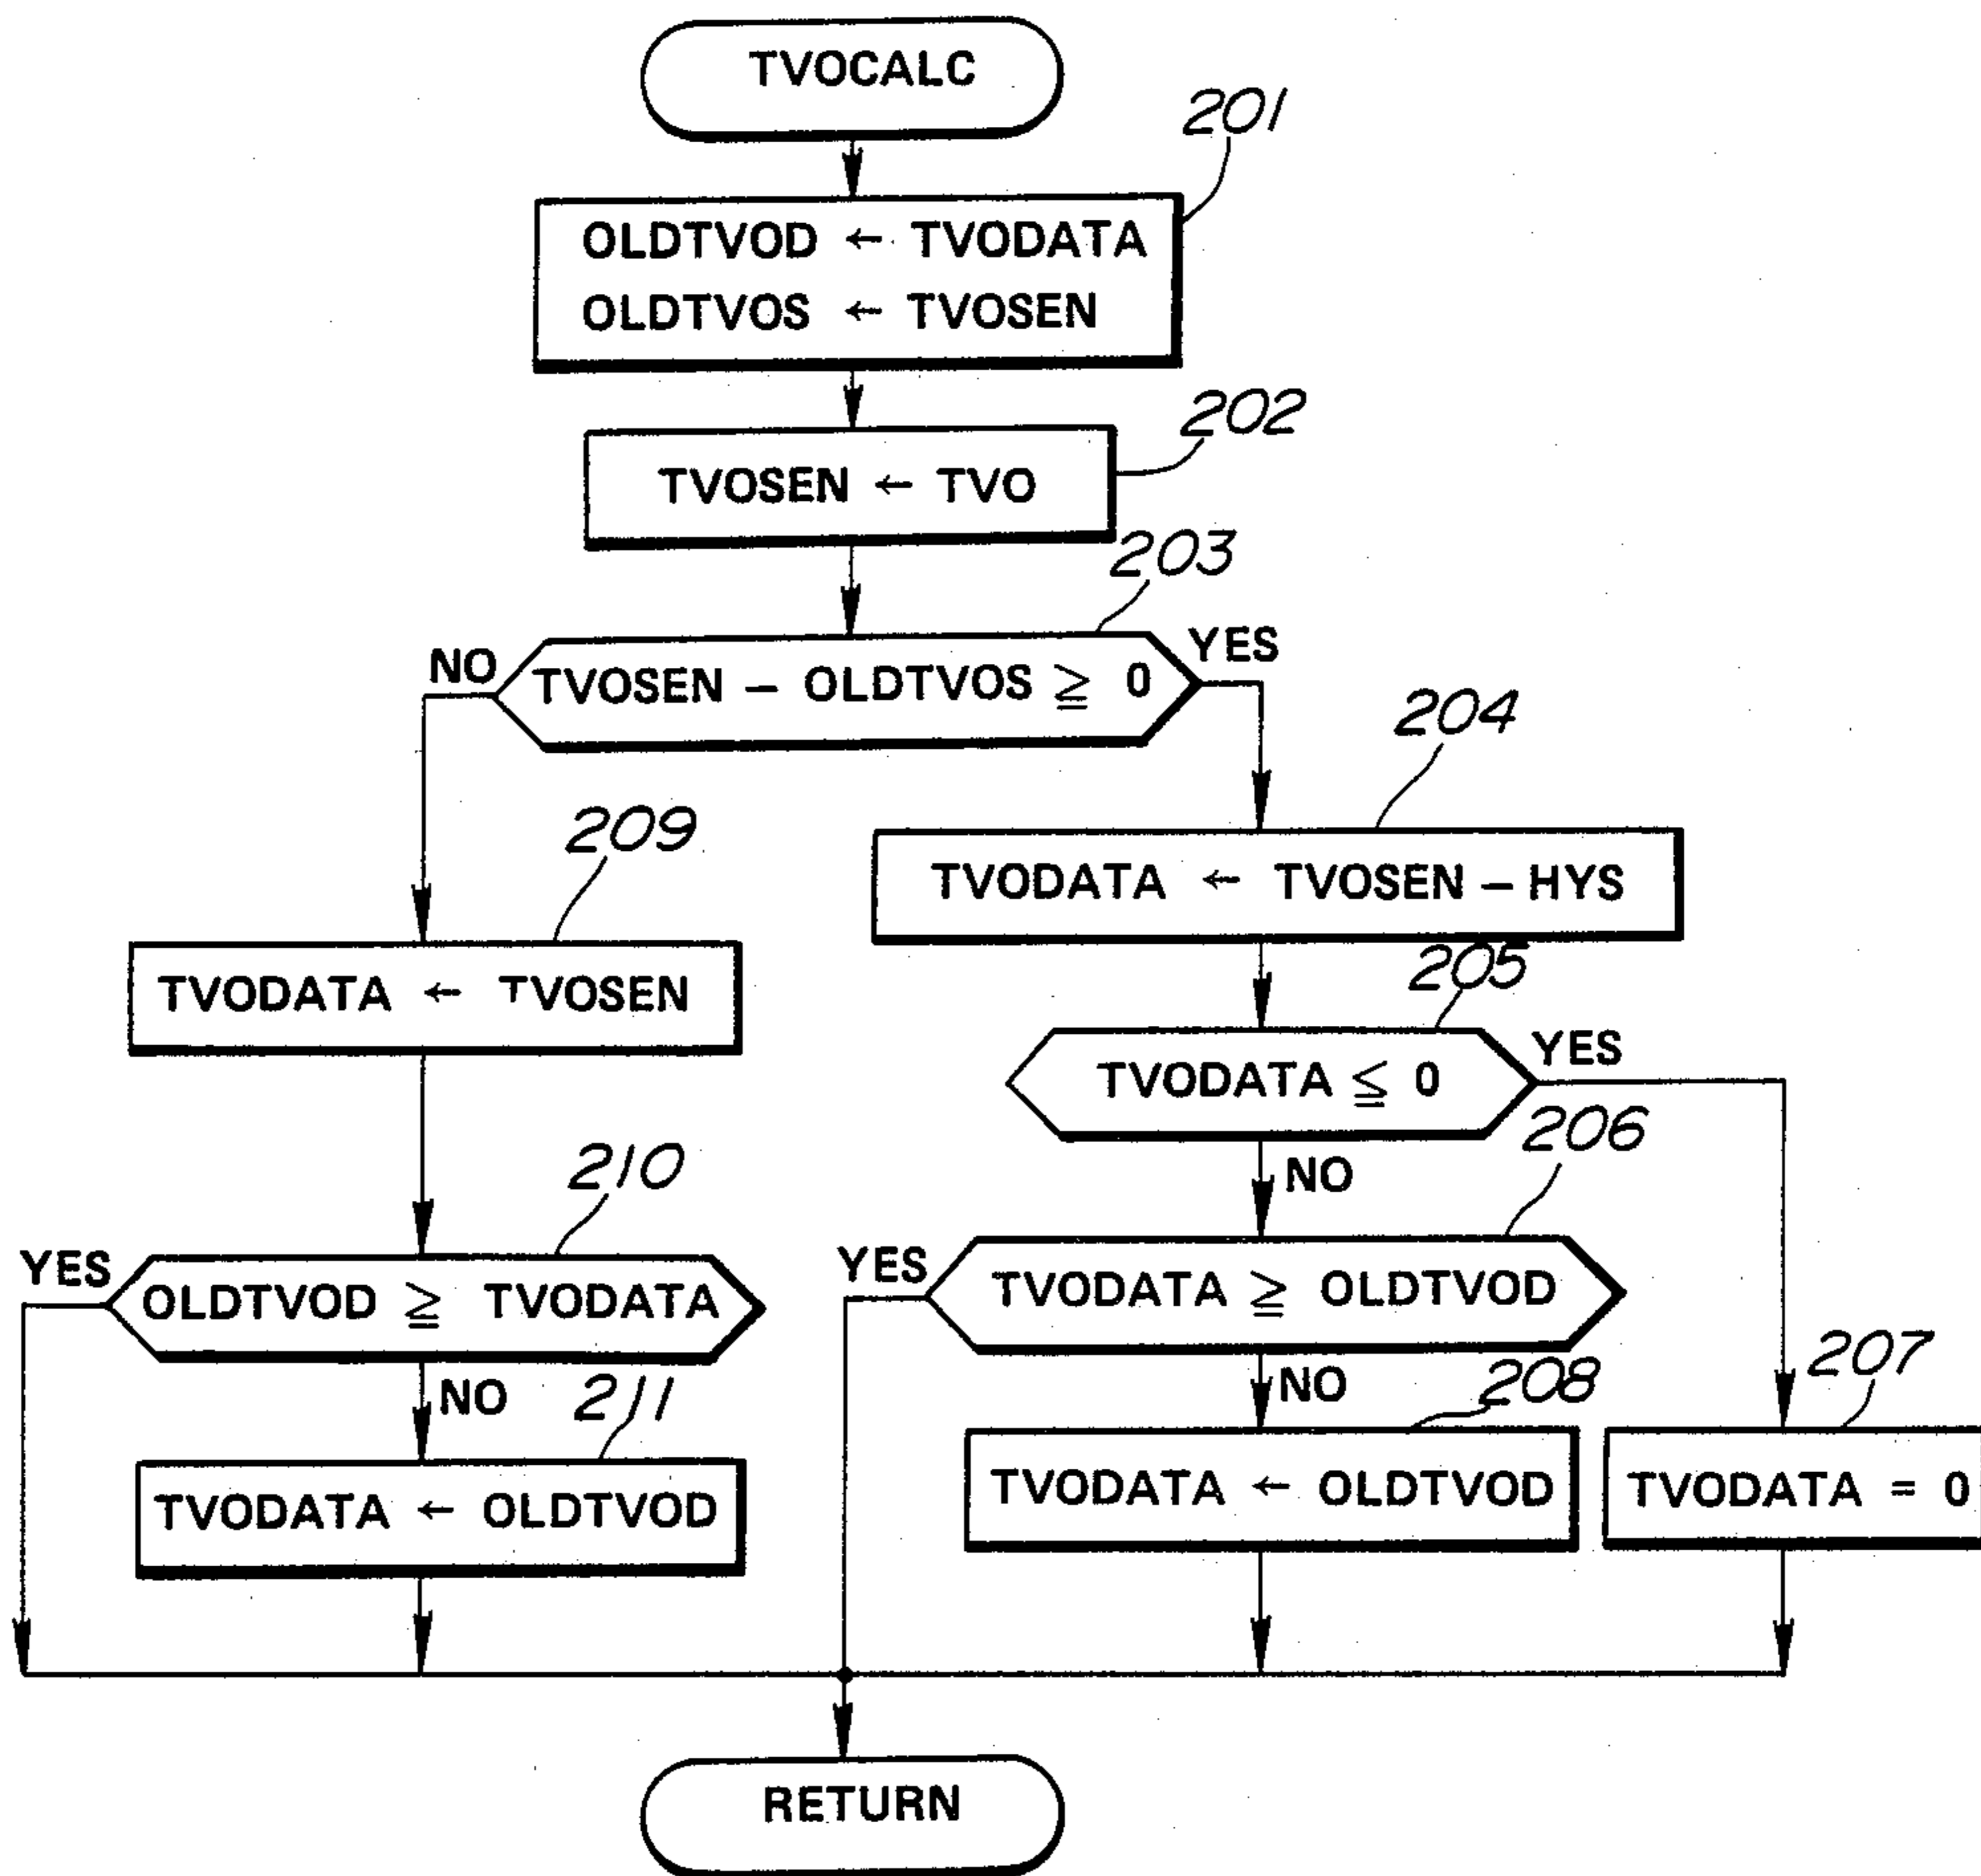 TVOCALC
201
OLDTVOD ← TVODATA
OLDTVOS ← TVOSEN
202
TVOSEN ← TVO
203
NO
TVOSEN – OLDTVOS ≧ 0
YES
204
TVODATA ← TVOSEN – HYS
209
TVODATA ← TVOSEN
205
TVODATA ≦ 0
YES
NO
206
210
YES
OLDTVOD ≧ TVODATA
YES
TVODATA ≧ OLDTVOD
207
NO
211
NO
208
TVODATA ← OLDTVOD
TVODATA ← OLDTVOD
TVODATA = 0
RETURN